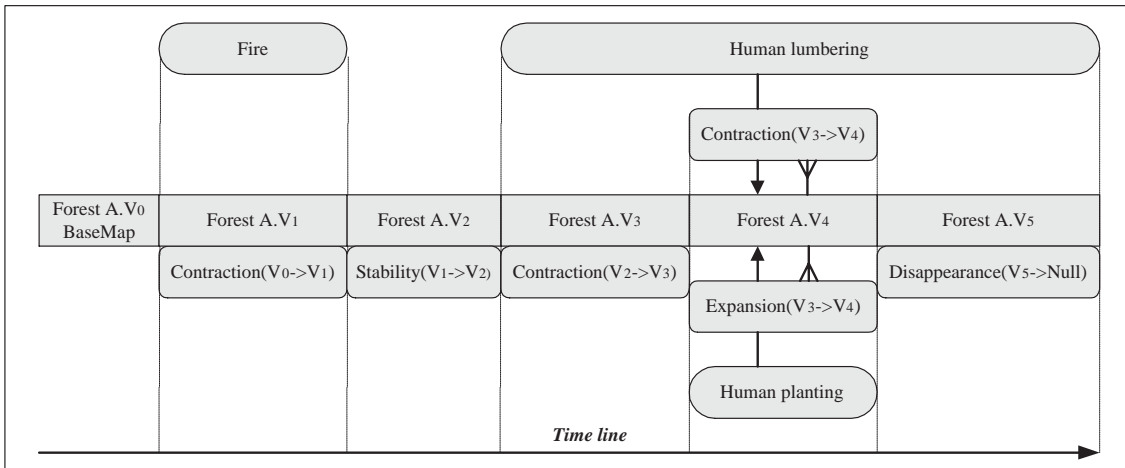 Fire
Human lumbering
Contraction(V3->V4)
Forest A.V0
BaseMap
Forest A.V1
Forest A.V2
Forest A.V3
Forest A.V4
Forest A.V5
Contraction(V0->V1)
Stability(V1->V2)
Contraction(V2->V3)
Disappearance(V5->Null)
Expansion(V3->V4)
Human planting
Time line